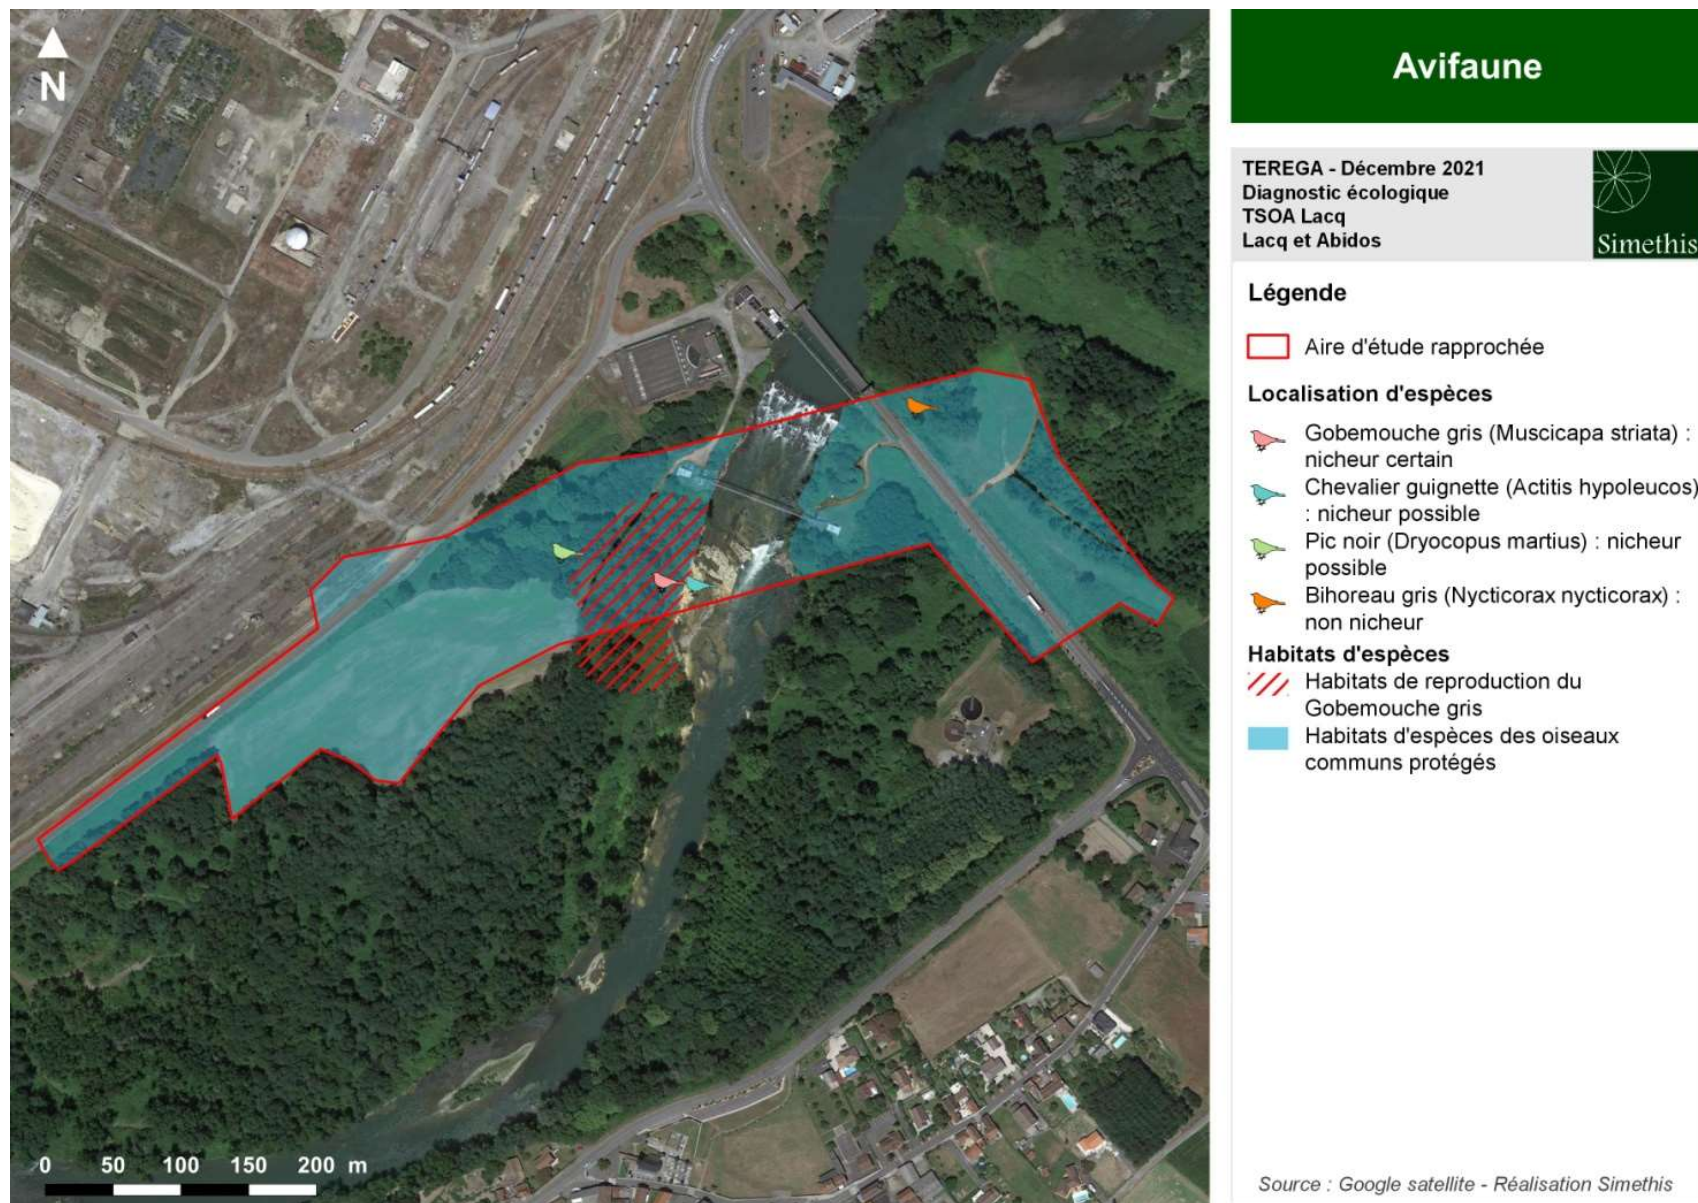 N
Avifaune
TEREGA - Décembre 2021
Diagnostic écologique
TSOA Lacq
Lacq et Abidos
Simethis
Légende
Aire d'étude rapprochée
Localisation d'espèces
Gobemouche gris (Muscicapa striata) :
nicheur certain
Chevalier guignette (Actitis hypoleucos)
: nicheur possible
Pic noir (Dryocopus martius) : nicheur
possible
Bihoreau gris (Nycticorax nycticorax) :
non nicheur
Habitats d'espèces
Habitats de reproduction du
Gobemouche gris
Habitats d'espèces des oiseaux
communs protégés
0 50 100 150 200 m
Source : Google satellite - Réalisation Simethis